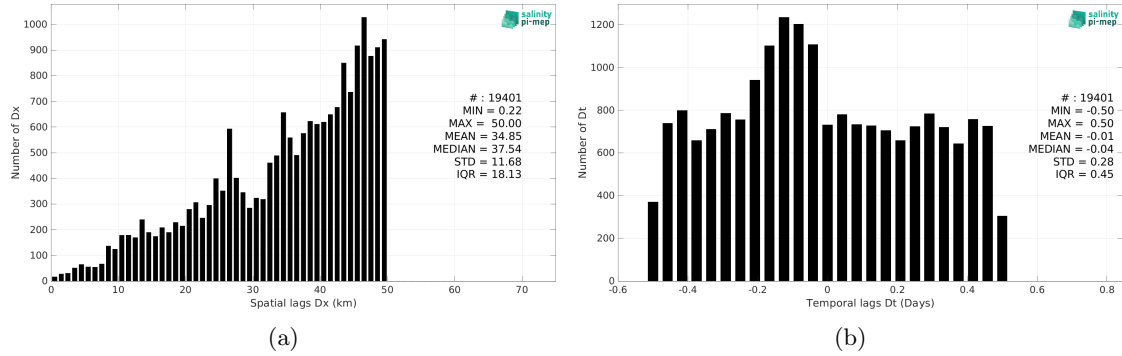 1000
900
800
700
600
500
400
300
200
100
0
Number of Dx
0 10 20 30 40 50 60 70
Spatial lags Dx (km)
salinity
pi-mep
# : 19401
MIN = 0.22
MAX = 50.00
MEAN = 34.85
MEDIAN = 37.54
STD = 11.68
IQR = 18.13
(a)
1200
1000
800
600
400
200
0
Number of Dt
-0.6 -0.4 -0.2 0 0.2 0.4 0.6 0.8
Temporal lags Dt (Days)
salinity
pi-mep
# : 19401
MIN = -0.50
MAX = 0.50
MEAN = -0.01
MEDIAN = -0.04
STD = 0.28
IQR = 0.45
(b)